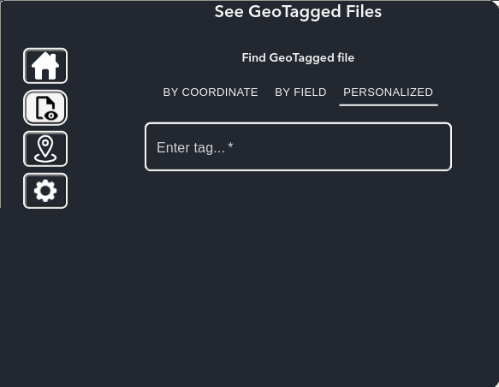 See GeoTagged Files
Find GeoTagged file
BY COORDINATE BY FIELD PERSONALIZED
Enter tag... *